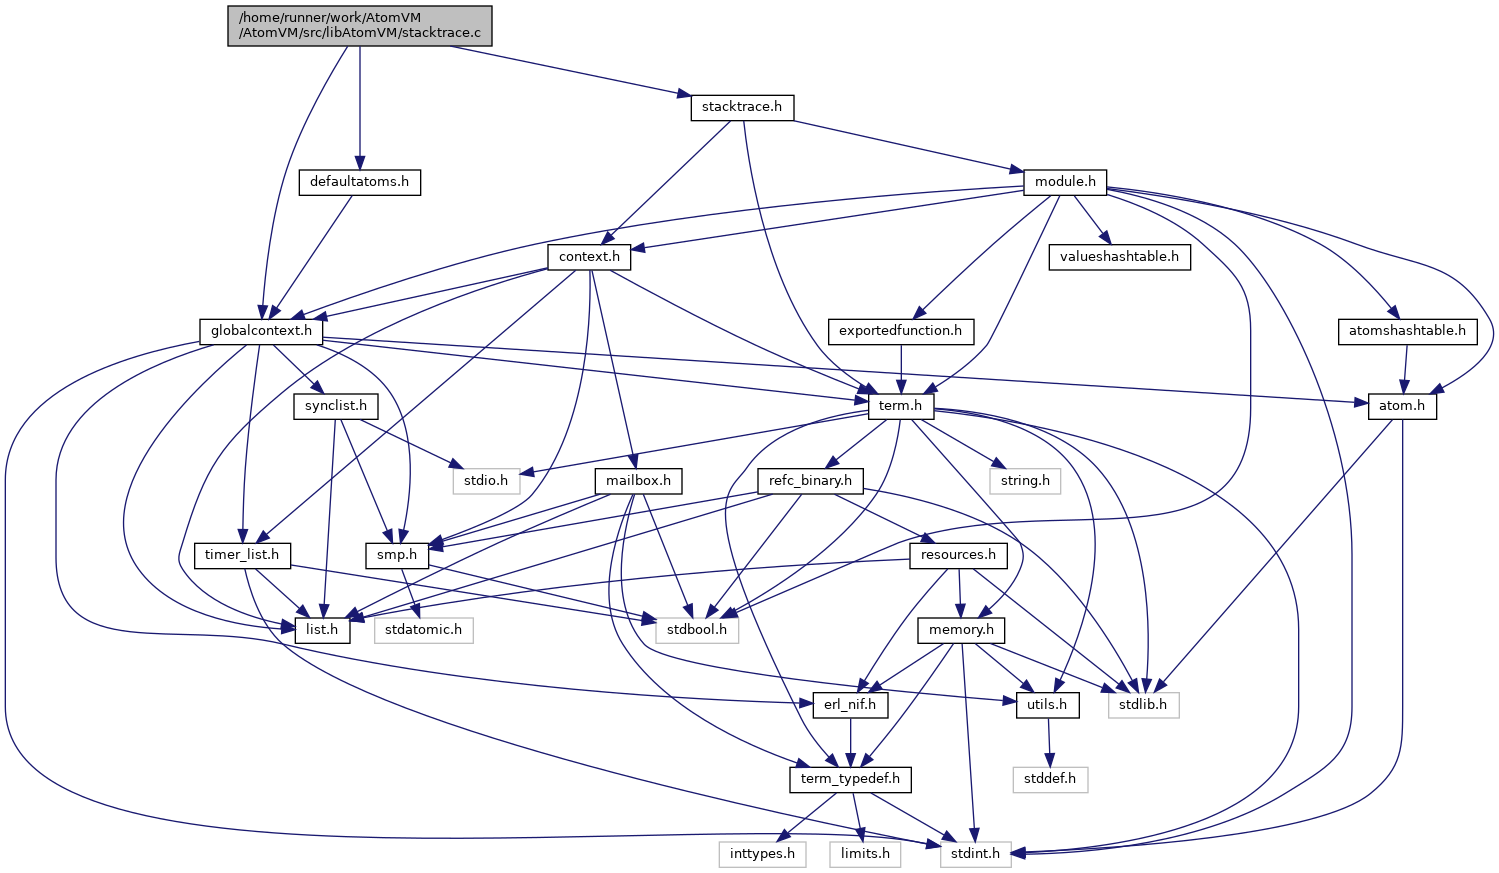 /home/runner/work/AtomVM
/AtomVM/src/libAtomVM/stacktrace.c
stacktrace.h
defaultatoms.h
module.h
context.h
valueshashtable.h
globalcontext.h
exportedfunction.h
atomshashtable.h
synclist.h
term.h
atom.h
stdio.h
mailbox.h
refc_binary.h
string.h
timer_list.h
smp.h
resources.h
list.h
stdatomic.h
stdbool.h
memory.h
erl_nif.h
utils.h
stdlib.h
term_typedef.h
stddef.h
inttypes.h
limits.h
stdint.h